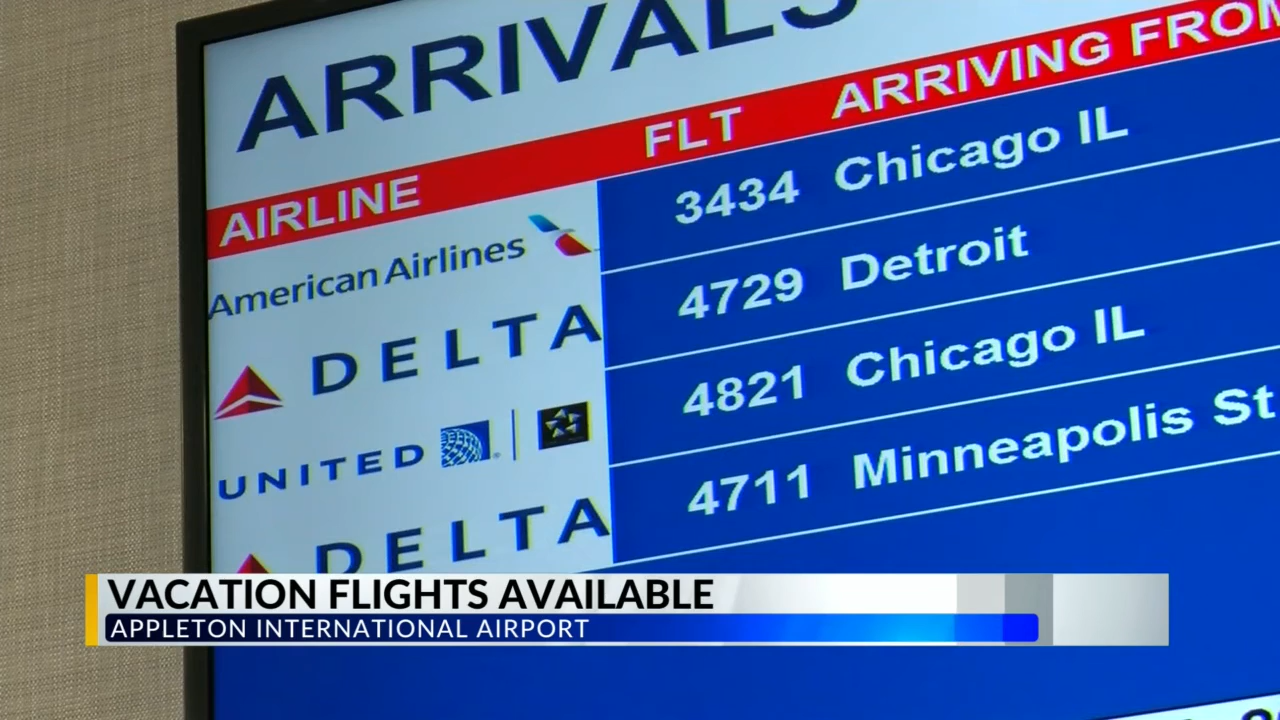 ARRIVALS
AIRLINE FLT ARRIVING FROM
American Airlines 3434 Chicago IL
DELTA 4729 Detroit
UNITED 4821 Chicago IL
DELTA 4711 Minneapolis St
VACATION FLIGHTS AVAILABLE
APPLETON INTERNATIONAL AIRPORT